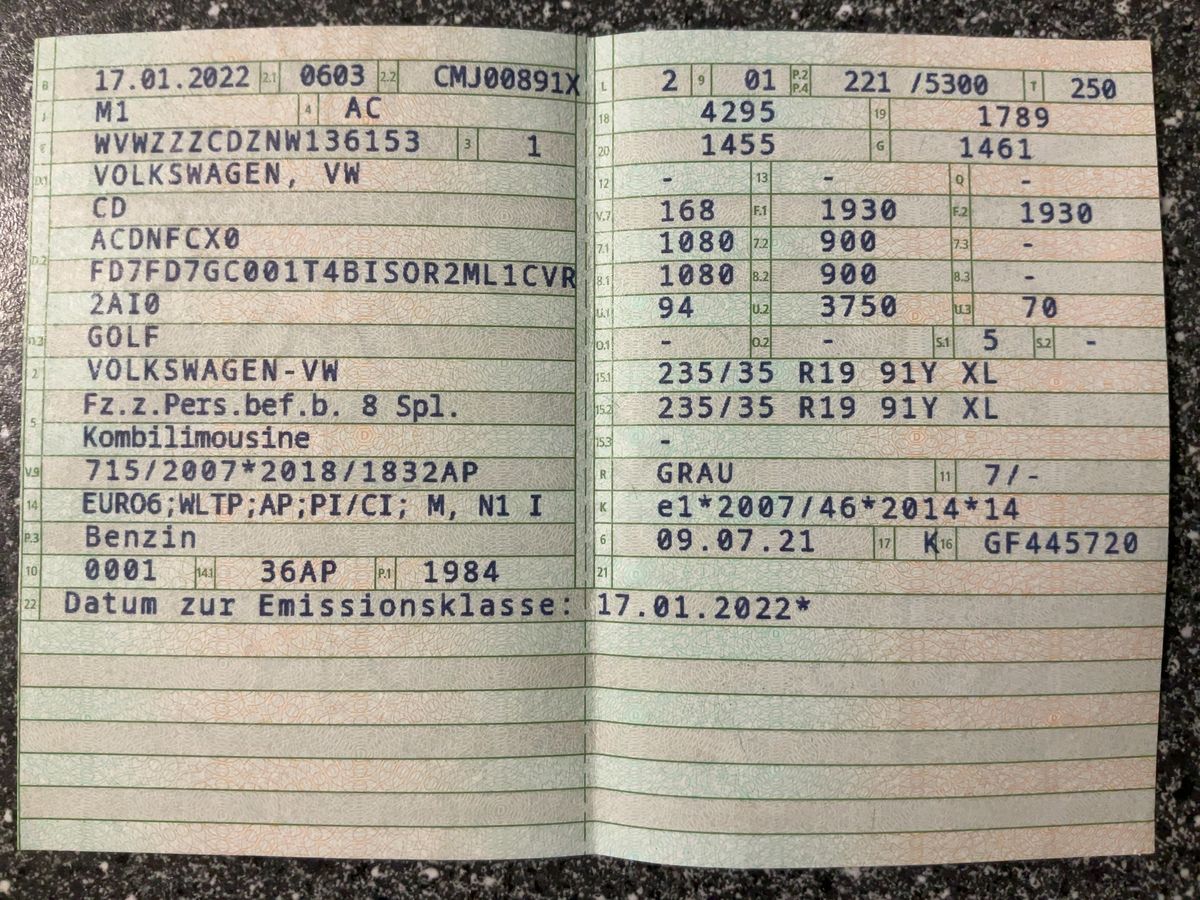 B 17.01.2022 2.1 0603 2.2 CMJ00891X
J M1 4 AC
E WVWZZZCDZNW136153 3 1
D.1 VOLKSWAGEN, VW
CD
ACDNFCX0
D.2 FD7FD7GC001T4BISOR2ML1CVR
2AI0
D.3 GOLF
2 VOLKSWAGEN-VW
Fz.z.Pers.bef.b. 8 Spl.
5 Kombilimousine
V.9 715/2007*2018/1832AP
14 EURO6;WLTP;AP;PI/CI; M, N1 I
P.3 Benzin
10 0001 14.1 36AP P.1 1984
22 Datum zur Emissionsklasse: 17.01.2022*
L 2 9 01 P.2 P.4 221 /5300 T 250
18 4295 19 1789
20 1455 G 1461
12 - 13 - Q -
V.7 168 F.1 1930 F.2 1930
7.1 1080 7.2 900 7.3 -
8.1 1080 8.2 900 8.3 -
U.1 94 U.2 3750 U.3 70
O.1 - O.2 - S.1 5 S.2 -
15.1 235/35 R19 91Y XL
15.2 235/35 R19 91Y XL
15.3 -
R GRAU 11 7/-
K e1*2007/46*2014*14
6 09.07.21 17 K 16 GF445720
21